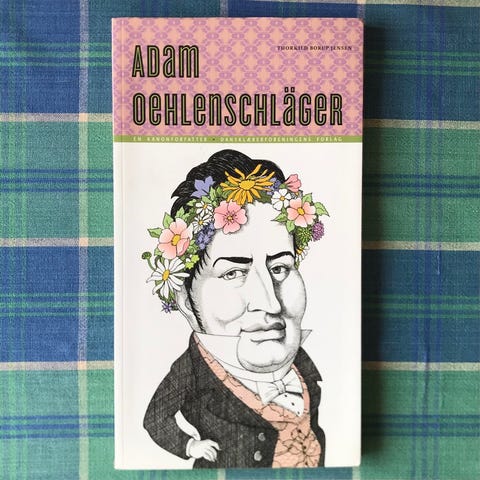 THORKILD BORUP JENSEN
ADAM
OEHLENSCHLÄGER
EN KANONFORFATTER • DANSKLÆRERFORENINGENS FORLAG